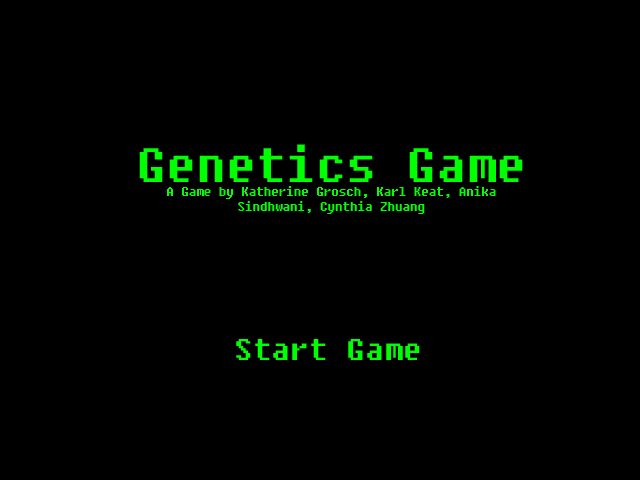 Genetics Game
A Game by Katherine Grosch, Karl Keat, Anika
Sindhwani, Cynthia Zhuang
Start Game